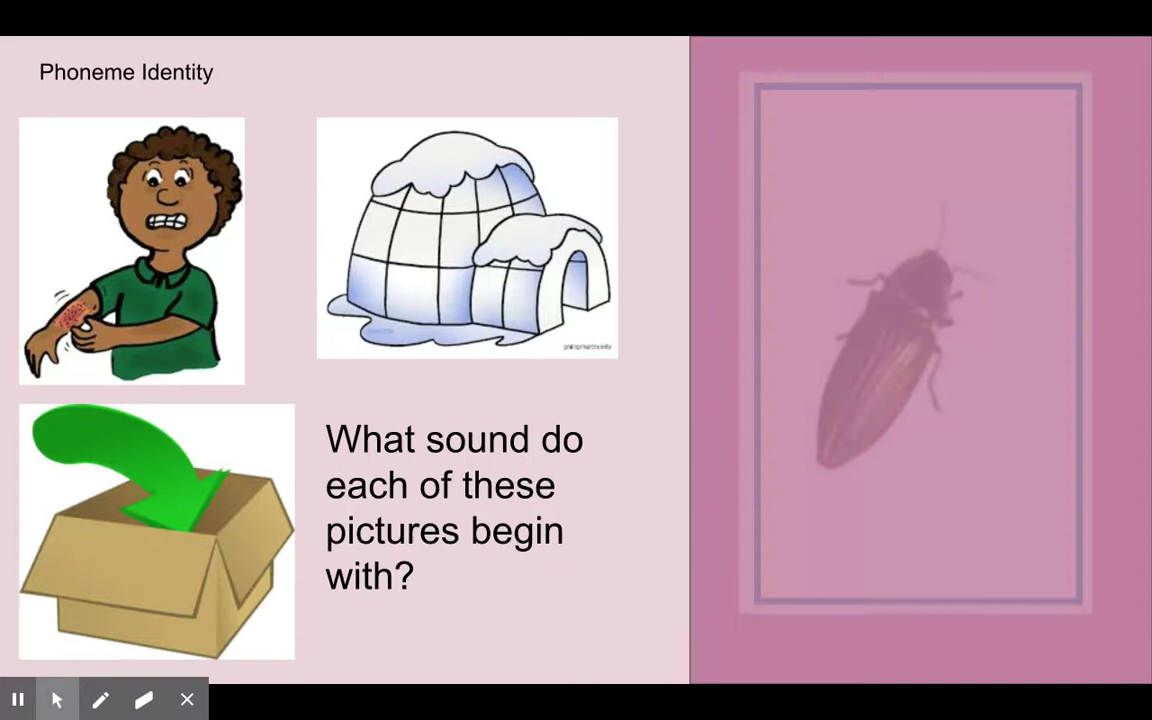 Phoneme Identity
What sound do
each of these
pictures begin
with?